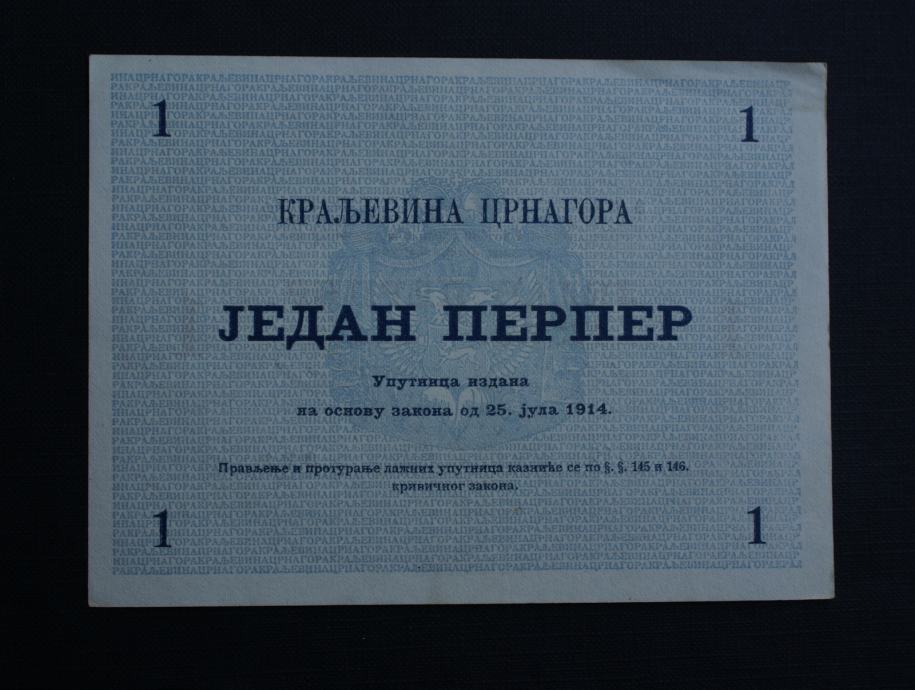 1 1
КРАЉЕВИНА ЦРНАГОРА
ЈЕДАН ПЕРПЕР
Упутница издана
на основу закона од 25. јула 1914.
Прављење и протурање лажних упутница казниће се по §. §. 145 и 146.
кривичног закона.
1 1